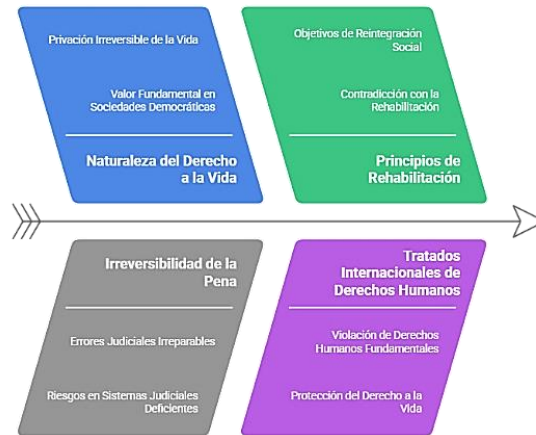 Privación Irreversible de la Vida
Valor Fundamental en
Sociedades Democráticas
Naturaleza del Derecho
a la Vida
Objetivos de Reintegración
Social
Contradicción con la
Rehabilitación
Principios de
Rehabilitación
Irreversibilidad de la
Pena
Errores Judiciales Irreparables
Riesgos en Sistemas Judiciales
Deficientes
Tratados
Internacionales de
Derechos Humanos
Violación de Derechos
Humanos Fundamentales
Protección del Derecho a la
Vida